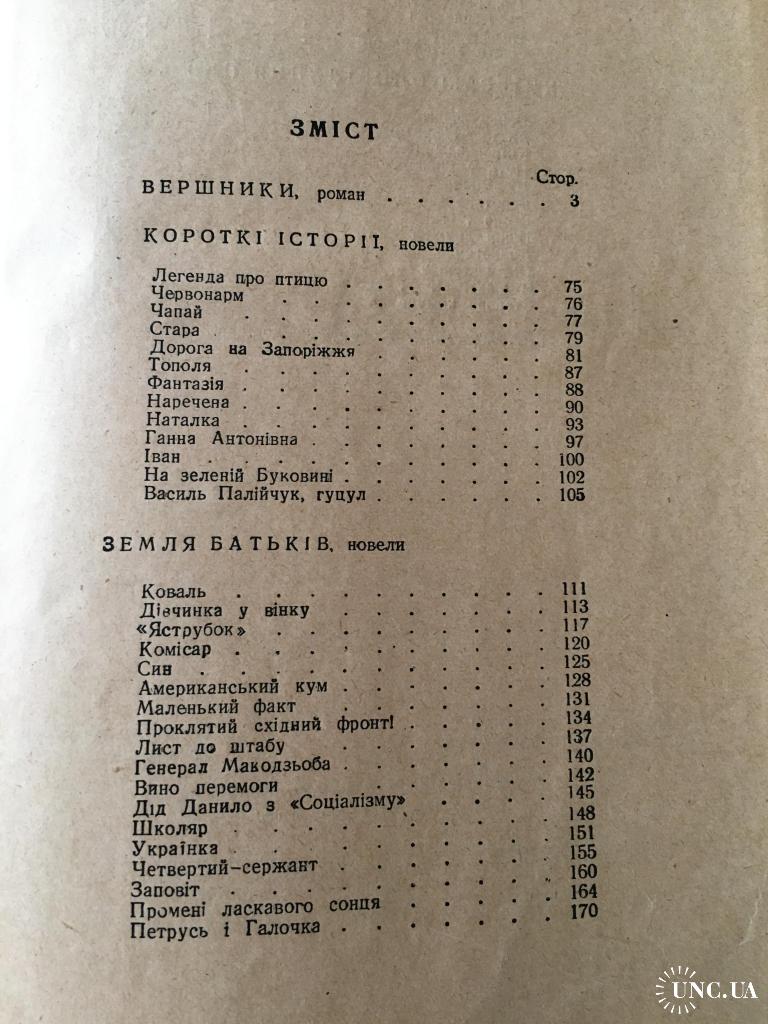 ЗМІСТ
Стор.
ВЕРШНИКИ, роман . . . . . . . 3
КОРОТКІ ІСТОРІЇ, новели
Легенда про птицю . . . . . . 75
Червонарм . . . . . . . . 76
Чапай . . . . . . . . 77
Стара . . . . . . . . 79
Дорога на Запоріжжя . . . . . 81
Тополя . . . . . . . . 87
Фантазія . . . . . . . . 88
Наречена . . . . . . . . 90
Наталка . . . . . . . . 93
Ганна Антонівна . . . . . . 97
Іван . . . . . . . . . 100
На зеленій Буковині . . . . . . 102
Василь Палійчук, гуцул . . . . . 105
ЗЕМЛЯ БАТЬКІВ, новели
Коваль . . . . . . . . . 111
Дівчинка у вінку . . . . . . 113
«Яструбок» . . . . . . . . 117
Комісар . . . . . . . . . 120
Син . . . . . . . . . . 125
Американський кум . . . . . . 128
Маленький факт . . . . . . 131
Проклятий східний фронт! . . . . 134
Лист до штабу . . . . . . 137
Генерал Макодзьоба . . . . . . 140
Вино перемоги . . . . . . 142
Дід Данило з «Соціалізму» . . . . 145
Школяр . . . . . . . . . 148
Українка . . . . . . . . . 151
Четвертий-сержант . . . . . . 155
Заповіт . . . . . . . . . 160
Промені ласкавого сонця . . . . . 164
Петрусь і Галочка . . . . . . 170
UNC.UA